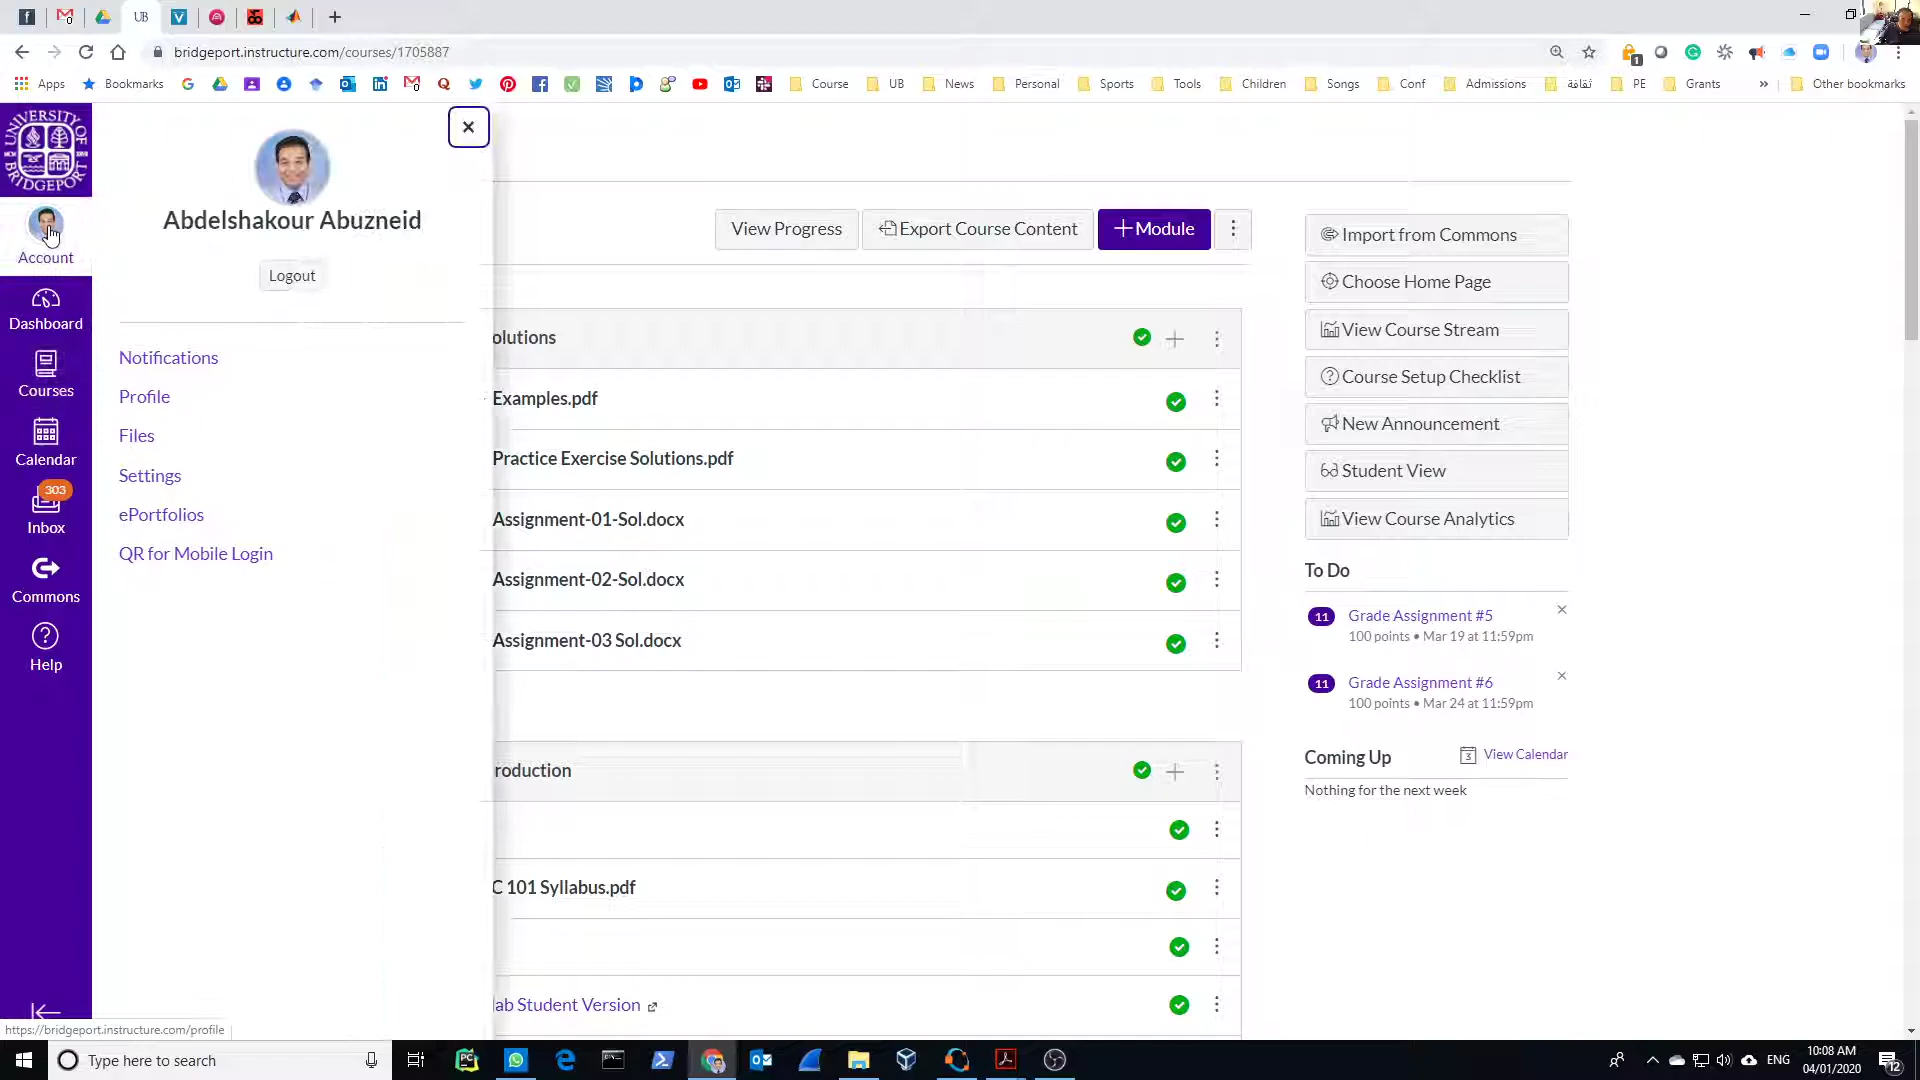 UB
bridgeport.instructure.com/courses/1705887
1
Apps
Bookmarks
Course
UB
News
Personal
Sports
Tools
Children
Songs
Conf
Admissions
ثقافة
PE
Grants
»
Other bookmarks
UNIVERSITY OF BRIDGEPORT
Abdelshakour Abuzneid
Logout
Account
Dashboard
Courses
Calendar
303
Inbox
Commons
Help
Notifications
Profile
Files
Settings
ePortfolios
QR for Mobile Login
View Progress
Export Course Content
+Module
olutions
Examples.pdf
Practice Exercise Solutions.pdf
Assignment-01-Sol.docx
Assignment-02-Sol.docx
Assignment-03 Sol.docx
roduction
C 101 Syllabus.pdf
lab Student Version
Import from Commons
Choose Home Page
View Course Stream
Course Setup Checklist
New Announcement
Student View
View Course Analytics
To Do
11 Grade Assignment #5
100 points • Mar 19 at 11:59pm
11 Grade Assignment #6
100 points • Mar 24 at 11:59pm
Coming Up
3 View Calendar
Nothing for the next week
https://bridgeport.instructure.com/profile
Type here to search
ENG
10:08 AM
04/01/2020
12